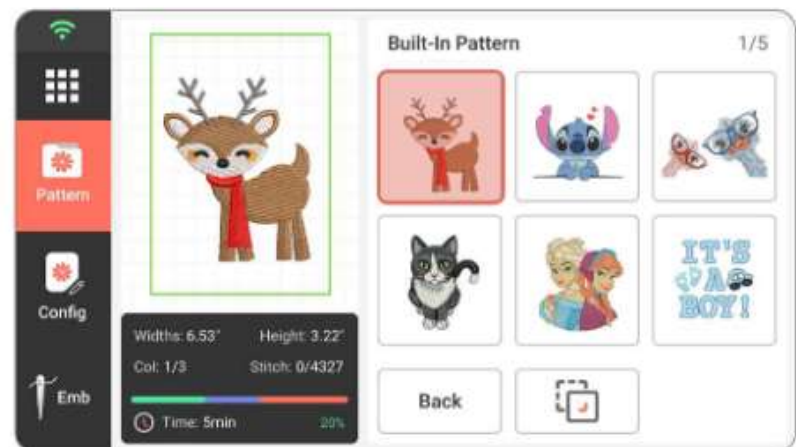 Built-In Pattern 1/5
Pattern
Config
Emb
Widths: 6.53" Height: 3.22"
Col: 1/3 Stitch: 0/4327
Time: 5min 20%
IT'S
A
BOY!
Back